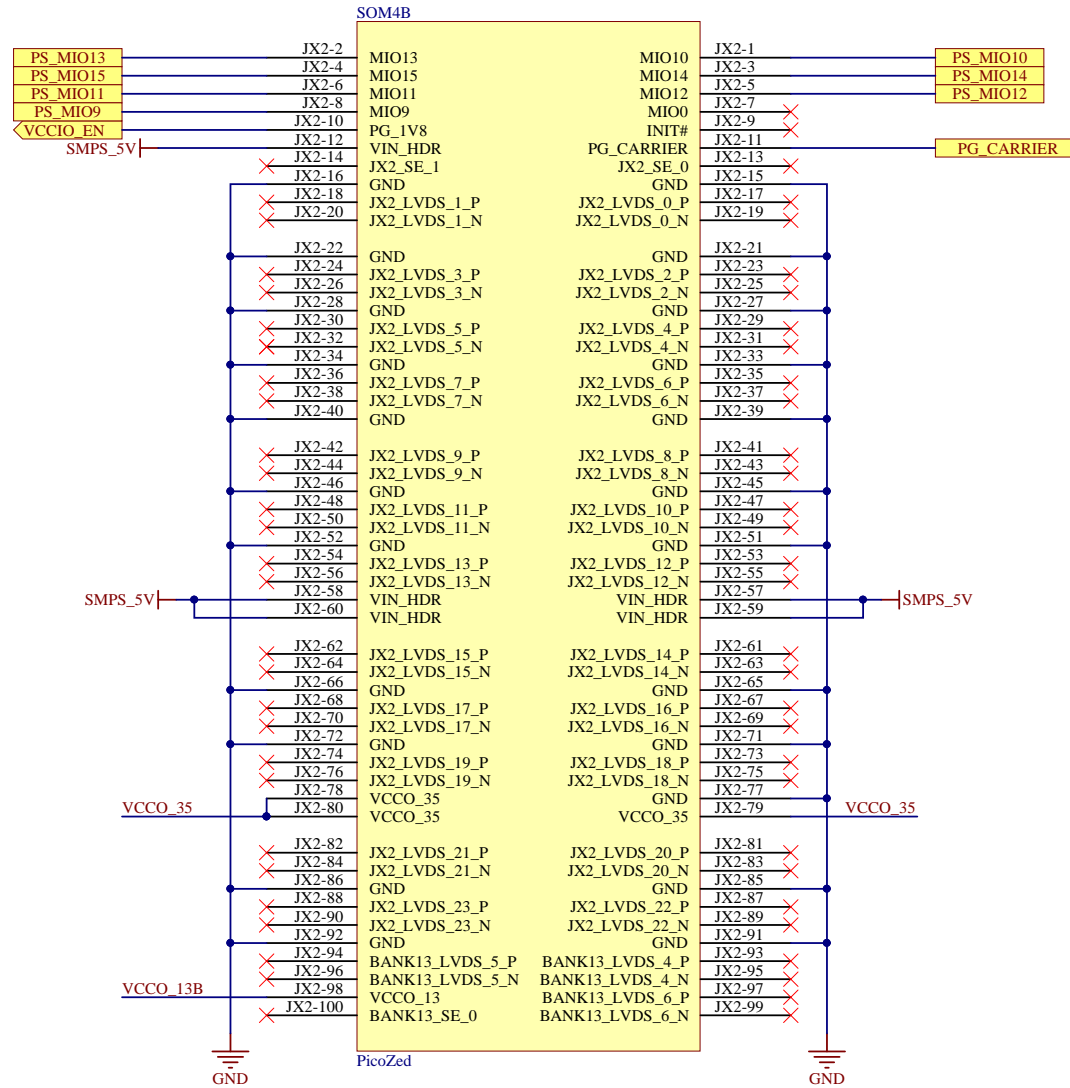 SOM4B
PS_MIO13 JX2-2 MIO13 MIO10 JX2-1 PS_MIO10
PS_MIO15 JX2-4 MIO15 MIO14 JX2-3 PS_MIO14
PS_MIO11 JX2-6 MIO11 MIO12 JX2-5 PS_MIO12
PS_MIO9 JX2-8 MIO9 MIO0 JX2-7
VCCIO_EN JX2-10 PG_1V8 INIT# JX2-9
SMPS_5V JX2-12 VIN_HDR PG_CARRIER JX2-11 PG_CARRIER
JX2-14 JX2_SE_1 JX2_SE_0 JX2-13
JX2-16 GND GND JX2-15
JX2-18 JX2_LVDS_1_P JX2_LVDS_0_P JX2-17
JX2-20 JX2_LVDS_1_N JX2_LVDS_0_N JX2-19
JX2-22 GND GND JX2-21
JX2-24 JX2_LVDS_3_P JX2_LVDS_2_P JX2-23
JX2-26 JX2_LVDS_3_N JX2_LVDS_2_N JX2-25
JX2-28 GND GND JX2-27
JX2-30 JX2_LVDS_5_P JX2_LVDS_4_P JX2-29
JX2-32 JX2_LVDS_5_N JX2_LVDS_4_N JX2-31
JX2-34 GND GND JX2-33
JX2-36 JX2_LVDS_7_P JX2_LVDS_6_P JX2-35
JX2-38 JX2_LVDS_7_N JX2_LVDS_6_N JX2-37
JX2-40 GND GND JX2-39
JX2-42 JX2_LVDS_9_P JX2_LVDS_8_P JX2-41
JX2-44 JX2_LVDS_9_N JX2_LVDS_8_N JX2-43
JX2-46 GND GND JX2-45
JX2-48 JX2_LVDS_11_P JX2_LVDS_10_P JX2-47
JX2-50 JX2_LVDS_11_N JX2_LVDS_10_N JX2-49
JX2-52 GND GND JX2-51
JX2-54 JX2_LVDS_13_P JX2_LVDS_12_P JX2-53
JX2-56 JX2_LVDS_13_N JX2_LVDS_12_N JX2-55
SMPS_5V JX2-58 VIN_HDR VIN_HDR JX2-57 SMPS_5V
JX2-60 VIN_HDR VIN_HDR JX2-59
JX2-62 JX2_LVDS_15_P JX2_LVDS_14_P JX2-61
JX2-64 JX2_LVDS_15_N JX2_LVDS_14_N JX2-63
JX2-66 GND GND JX2-65
JX2-68 JX2_LVDS_17_P JX2_LVDS_16_P JX2-67
JX2-70 JX2_LVDS_17_N JX2_LVDS_16_N JX2-69
JX2-72 GND GND JX2-71
JX2-74 JX2_LVDS_19_P JX2_LVDS_18_P JX2-73
JX2-76 JX2_LVDS_19_N JX2_LVDS_18_N JX2-75
JX2-78 VCCO_35 GND JX2-77
VCCO_35 JX2-80 VCCO_35 VCCO_35 JX2-79 VCCO_35
JX2-82 JX2_LVDS_21_P JX2_LVDS_20_P JX2-81
JX2-84 JX2_LVDS_21_N JX2_LVDS_20_N JX2-83
JX2-86 GND GND JX2-85
JX2-88 JX2_LVDS_23_P JX2_LVDS_22_P JX2-87
JX2-90 JX2_LVDS_23_N JX2_LVDS_22_N JX2-89
JX2-92 GND GND JX2-91
JX2-94 BANK13_LVDS_5_P BANK13_LVDS_4_P JX2-93
JX2-96 BANK13_LVDS_5_N BANK13_LVDS_4_N JX2-95
VCCO_13B JX2-98 VCCO_13 BANK13_LVDS_6_P JX2-97
JX2-100 BANK13_SE_0 BANK13_LVDS_6_N JX2-99
PicoZed
GND GND